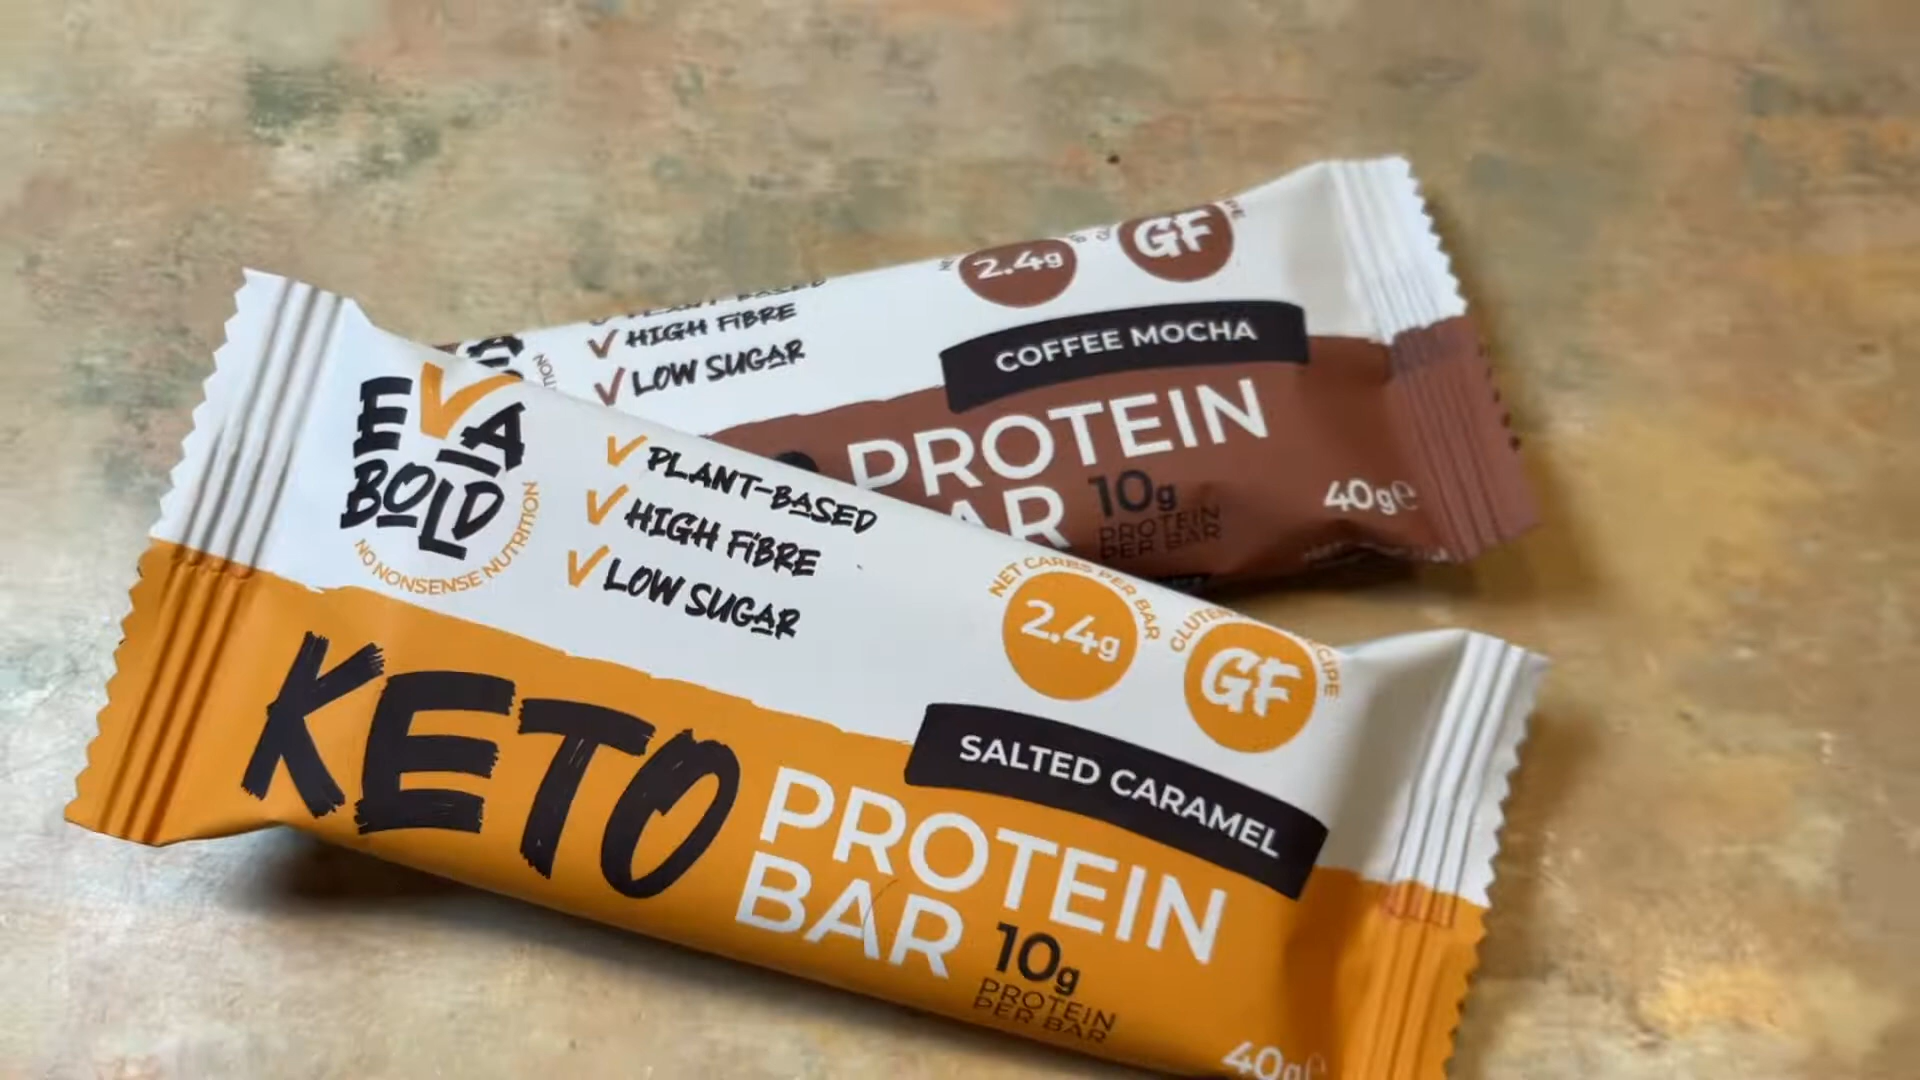 2.4g
GF
HIGH FiBRE
LOW SUGAR
COFFEE MOCHA
PROTEIN
10g
PROTEIN
PER BAR
40g℮
EVA
BOLD
NO NONSENSE NUTRITION
PLANT-BASED
HIGH FiBRE
LOW SUGAR
NET CARBS PER BAR
2.4g
GLUTEN
GF
SALTED CARAMEL
KETO
PROTEIN
BAR
10g
PROTEIN
PER BAR
40g℮